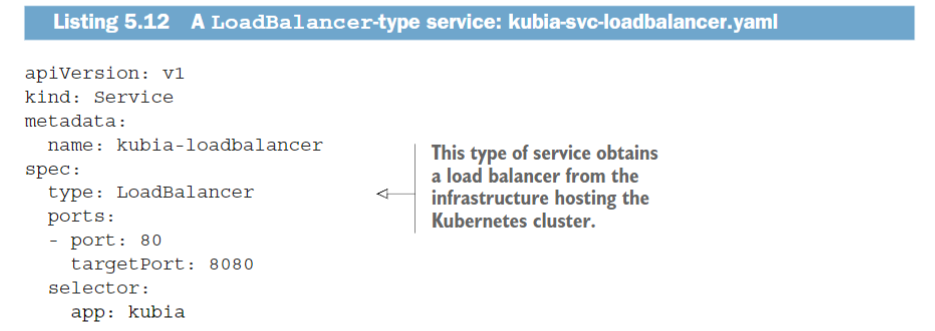 Listing 5.12 A LoadBalancer-type service: kubia-svc-loadbalancer.yaml
apiVersion: v1
kind: Service
metadata:
  name: kubia-loadbalancer
spec:
  type: LoadBalancer
  ports:
  - port: 80
    targetPort: 8080
  selector:
    app: kubia
This type of service obtains
a load balancer from the
infrastructure hosting the
Kubernetes cluster.